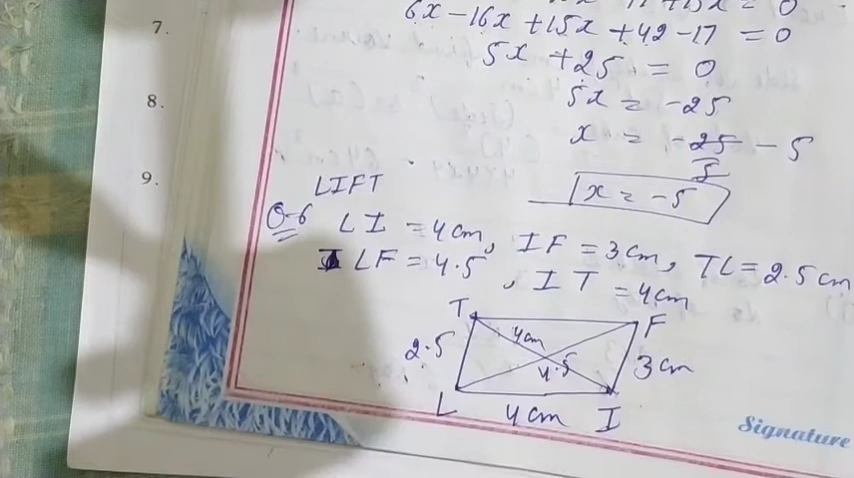 7.
6x - 16x + 15x + 42 - 17 = 0
5x + 25 = 0
8.
5x = -25
x = -25/5 - 5
9.
LIFT
x = -5
Q-6 LI = 4cm, IF = 3cm, TL = 2.5cm
LF = 4.5, IT = 4cm
T F
4cm
2.5 4.5 3cm
L 4cm I
Signature